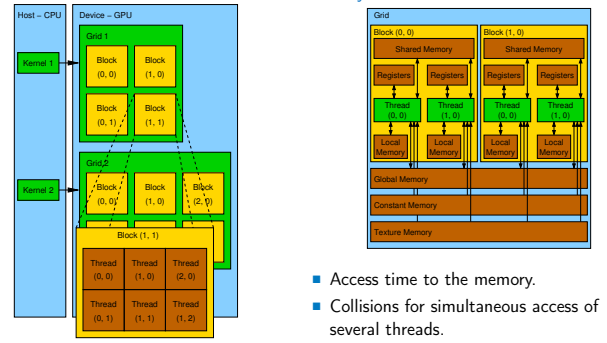 Host – CPU
Device – GPU
Grid 1
Kernel 1
Block
(0, 0)
Block
(1, 0)
Block
(0, 1)
Block
(1, 1)
Grid 2
Kernel 2
Block
(0, 0)
Block
(1, 0)
Block
(2, 0)
Block (1, 1)
Thread
(0, 0)
Thread
(1, 0)
Thread
(2, 0)
Thread
(0, 1)
Thread
(1, 1)
Thread
(1, 2)
Grid
Block (0, 0)
Block (1, 0)
Shared Memory
Shared Memory
Registers
Registers
Registers
Registers
Thread
(0, 0)
Thread
(1, 0)
Thread
(0, 0)
Thread
(1, 0)
Local
Memory
Local
Memory
Local
Memory
Local
Memory
Global Memory
Constant Memory
Texture Memory
Access time to the memory.
Collisions for simultaneous access of
several threads.